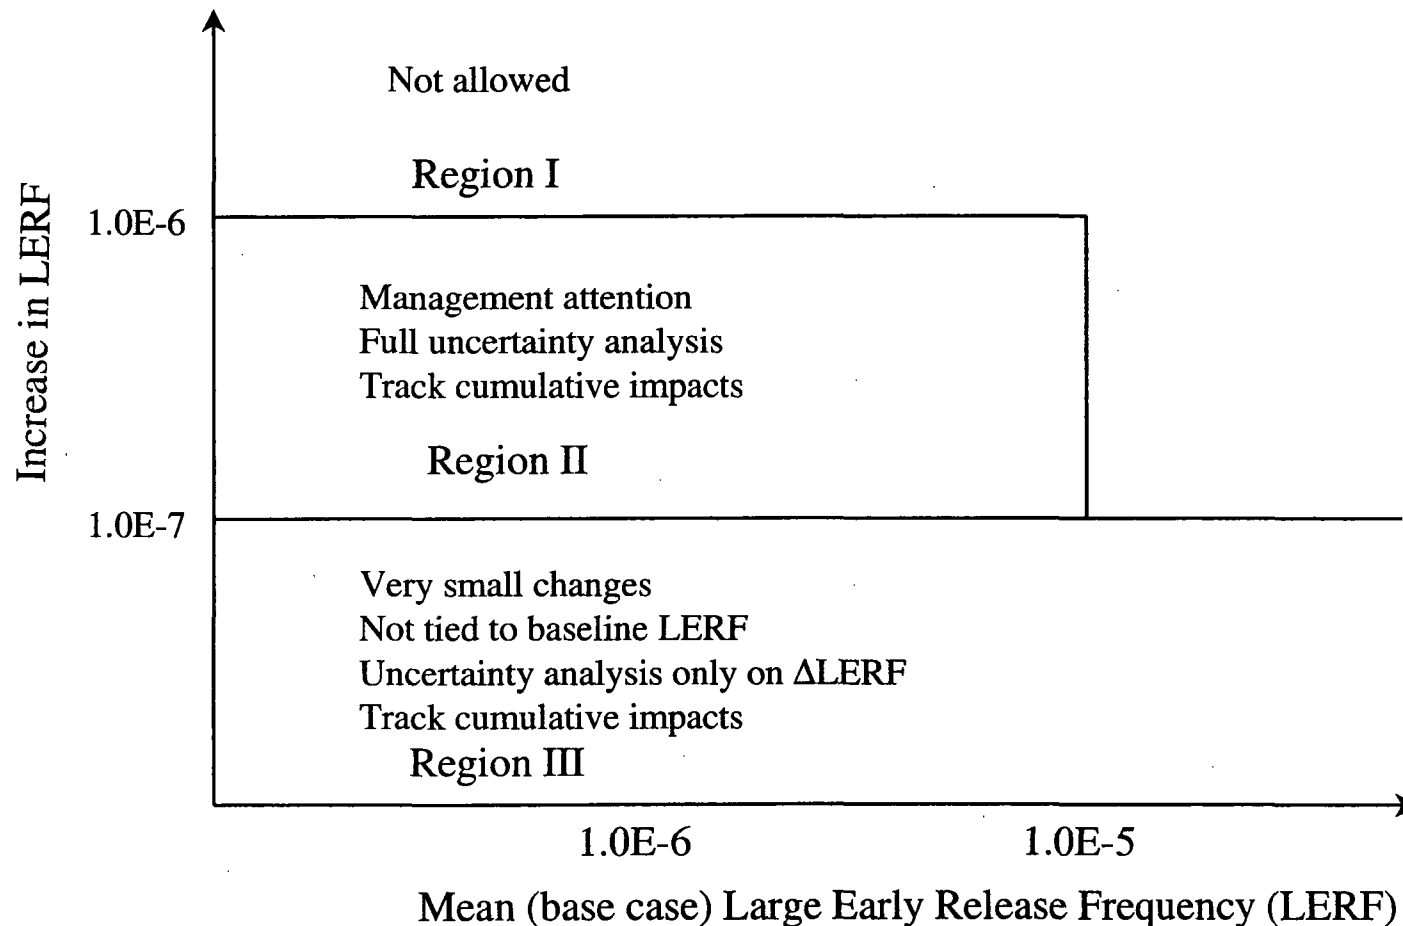 Not allowed
Region I
Increase in LERF
1.0E-6
Management attention
Full uncertainty analysis
Track cumulative impacts
Region II
1.0E-7
Very small changes
Not tied to baseline LERF
Uncertainty analysis only on ΔLERF
Track cumulative impacts
Region III
1.0E-6
1.0E-5
Mean (base case) Large Early Release Frequency (LERF)